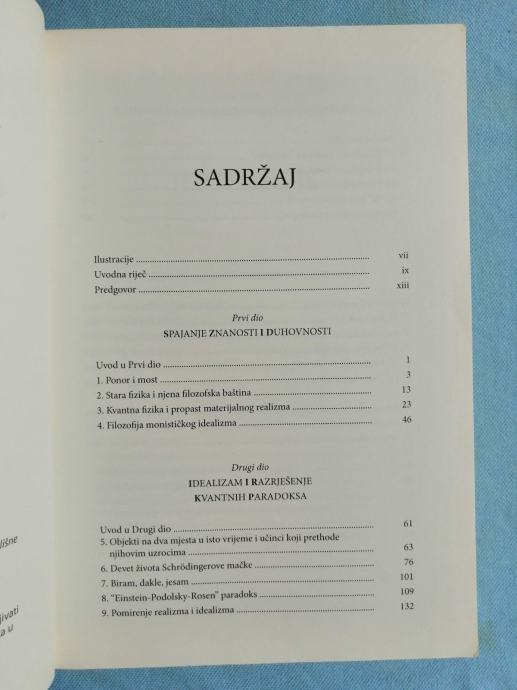 SADRŽAJ
Ilustracije ... vii
Uvodna riječ ... ix
Predgovor ... xiii
Prvi dio
SPAJANJE ZNANOSTI I DUHOVNOSTI
Uvod u Prvi dio ... 1
1. Ponor i most ... 3
2. Stara fizika i njena filozofska baština ... 13
3. Kvantna fizika i propast materijalnog realizma ... 23
4. Filozofija monističkog idealizma ... 46
Drugi dio
IDEALIZAM I RAZRJEŠENJE
KVANTNIH PARADOKSA
Uvod u Drugi dio ... 61
5. Objekti na dva mjesta u isto vrijeme i učinci koji prethode
njihovim uzrocima ... 63
6. Devet života Schrödingerove mačke ... 76
7. Biram, dakle, jesam ... 101
8. "Einstein-Podolsky-Rosen" paradoks ... 109
9. Pomirenje realizma i idealizma ... 132